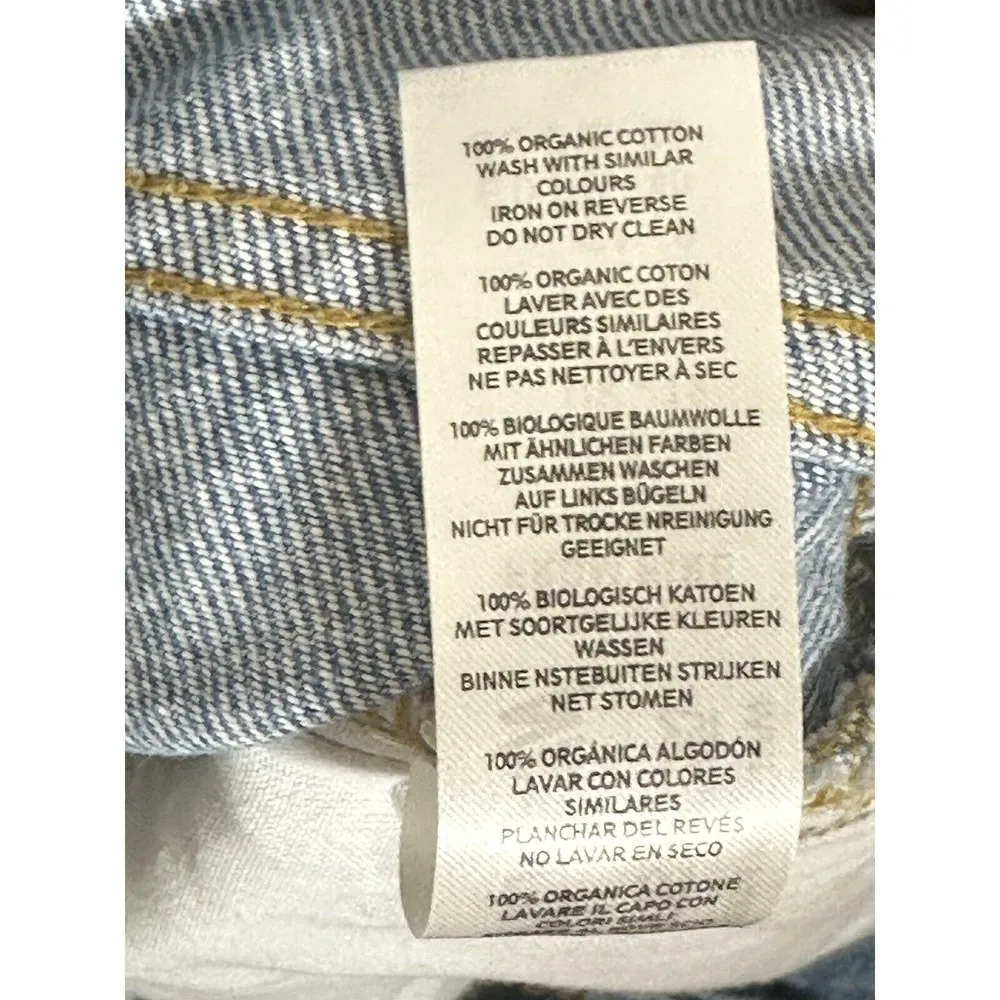 100% ORGANIC COTTON
WASH WITH SIMILAR
COLOURS
IRON ON REVERSE
DO NOT DRY CLEAN
100% ORGANIC COTON
LAVER AVEC DES
COULEURS SIMILAIRES
REPASSER À L'ENVERS
NE PAS NETTOYER À SEC
100% BIOLOGIQUE BAUMWOLLE
MIT ÄHNLICHEN FARBEN
ZUSAMMEN WASCHEN
AUF LINKS BÜGELN
NICHT FÜR TROCKE NREINIGUNG
GEEIGNET
100% BIOLOGISCH KATOEN
MET SOORTGELIJKE KLEUREN
WASSEN
BINNE NSTEBUITEN STRIJKEN
NET STOMEN
100% ORGÁNICA ALGODÓN
LAVAR CON COLORES
SIMILARES
PLANCHAR DEL REVÉS
NO LAVAR EN SECO
100% ORGANICA COTONE
LAVARE IL CAPO CON
COLORI SIMILI